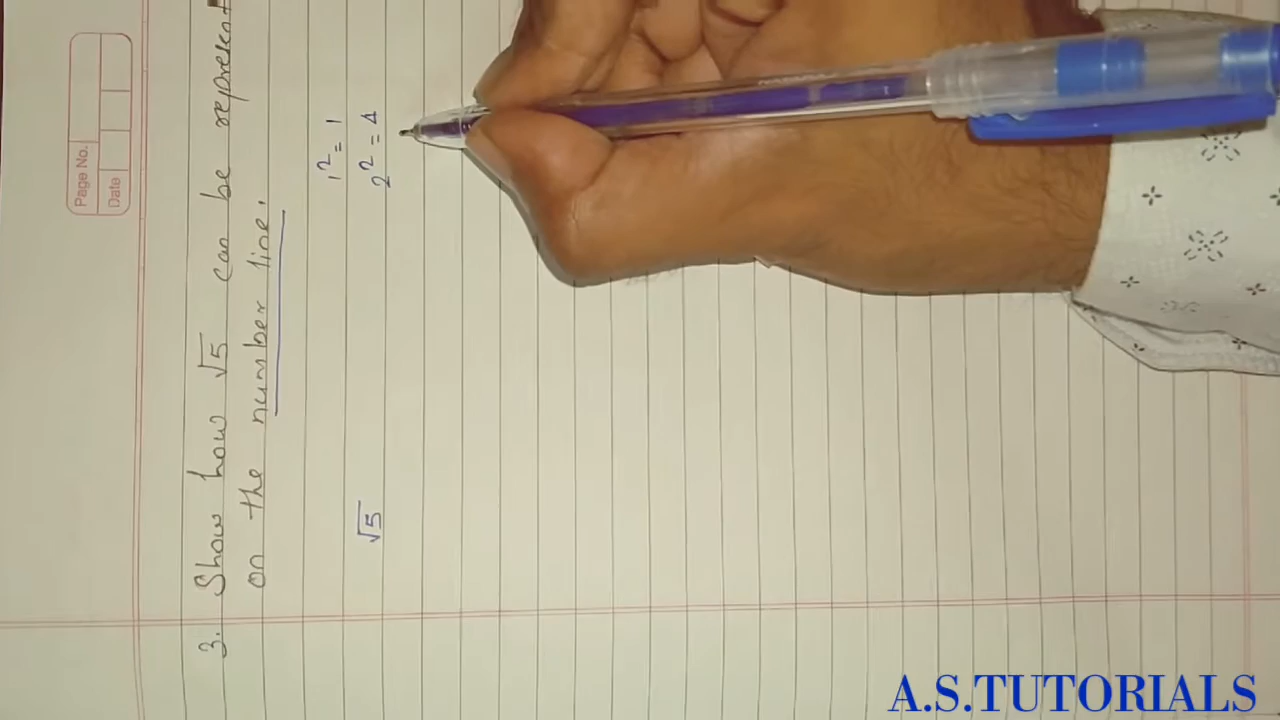 Page No.
Date
3. Show how √5 can be represent
on the number line.
1² = 1
√5 2² = 4
A.S.TUTORIALS